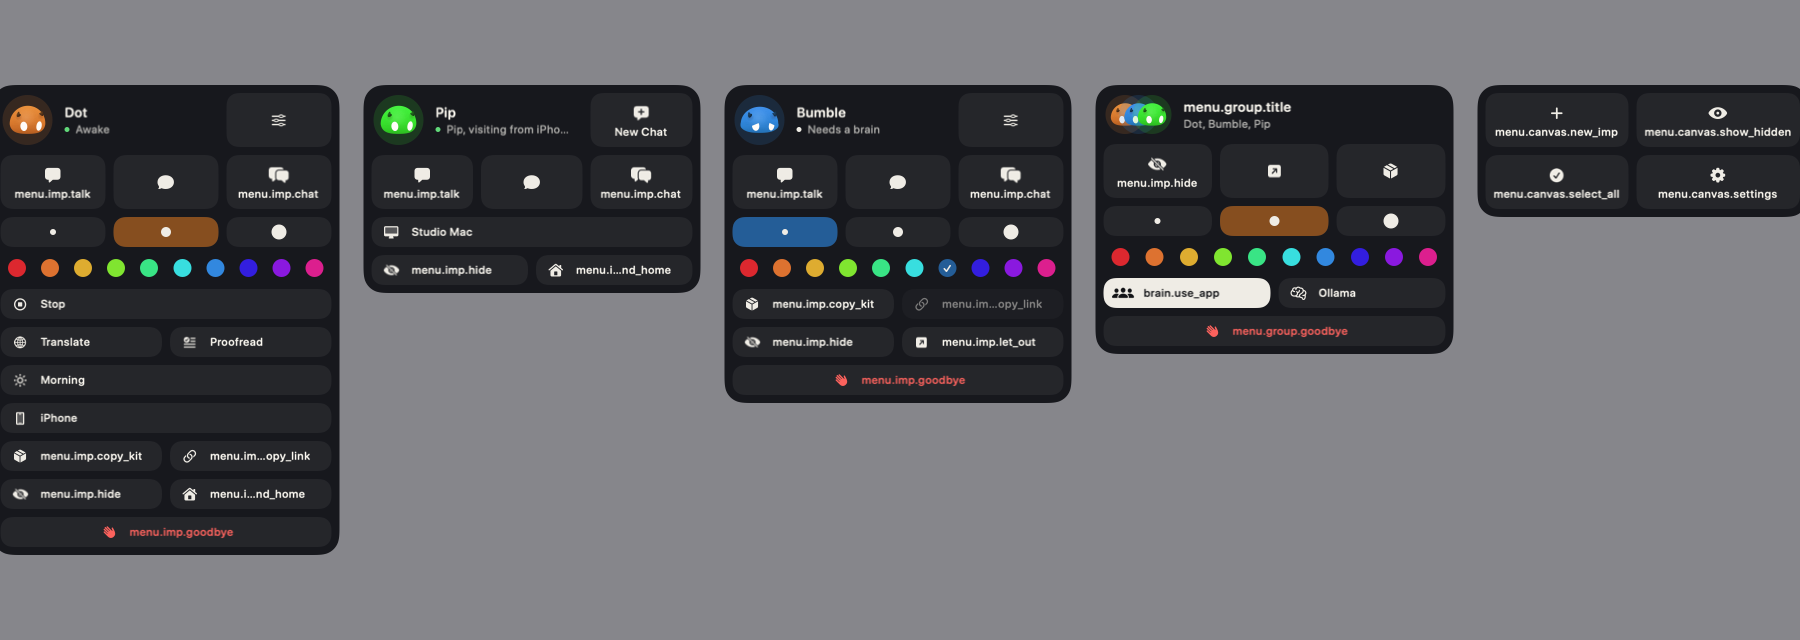 Dot
Awake
menu.imp.talk
menu.imp.chat
Stop
Translate
Proofread
Morning
iPhone
menu.imp.copy_kit
menu.im...opy_link
menu.imp.hide
menu.i...nd_home
menu.imp.goodbye
Pip
Pip, visiting from iPho...
New Chat
menu.imp.talk
menu.imp.chat
Studio Mac
menu.imp.hide
menu.i...nd_home
Bumble
Needs a brain
menu.imp.talk
menu.imp.chat
menu.imp.copy_kit
menu.im...opy_link
menu.imp.hide
menu.imp.let_out
menu.imp.goodbye
menu.group.title
Dot, Bumble, Pip
menu.imp.hide
brain.use_app
Ollama
menu.group.goodbye
menu.canvas.new_imp
menu.canvas.show_hidden
menu.canvas.select_all
menu.canvas.settings